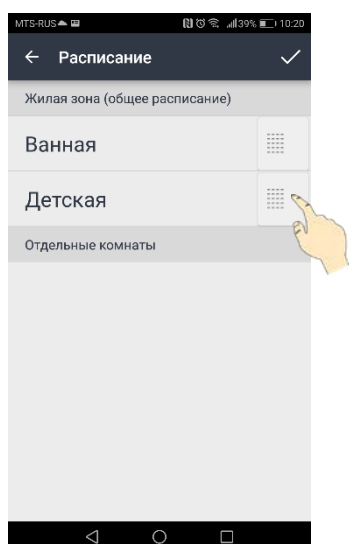 MTS-RUS 39% 10:20
Расписание
Жилая зона (общее расписание)
Ванная
Детская
Отдельные комнаты